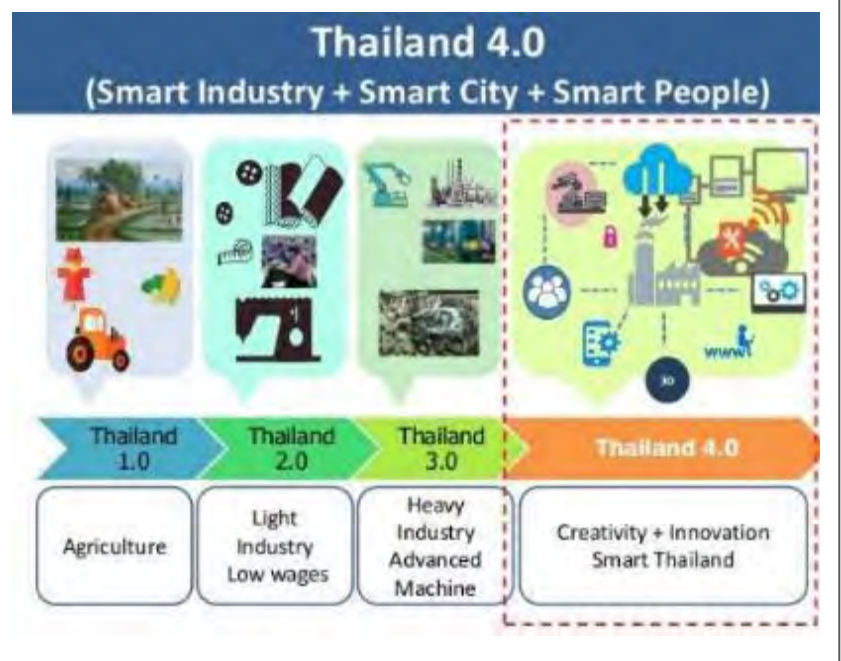 Thailand 4.0
(Smart Industry + Smart City + Smart People)
www
Thailand
1.0
Thailand
2.0
Thailand
3.0
Thailand 4.0
Agriculture
Light
Industry
Low wages
Heavy
Industry
Advanced
Machine
Creativity + Innovation
Smart Thailand